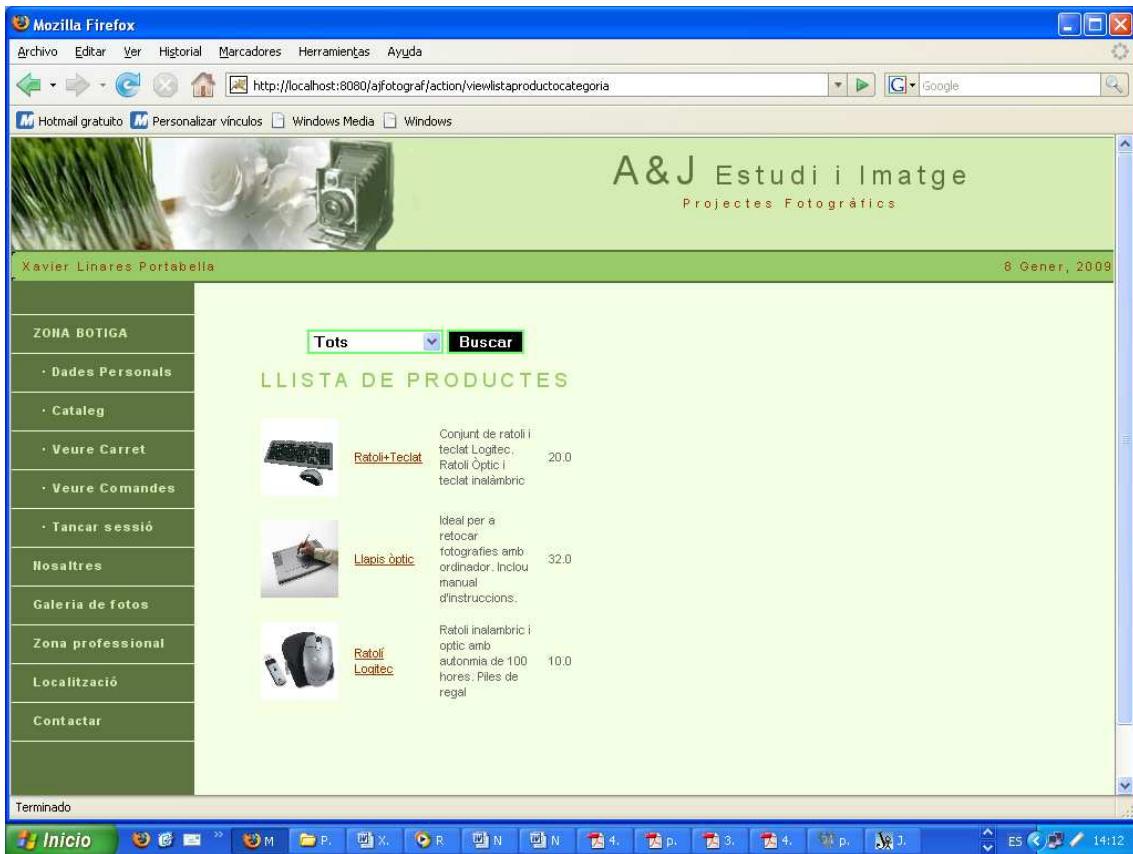 Mozilla Firefox
Archivo Editar Ver Historial Marcadores Herramientas Ayuda
http://localhost:8080/ajfotograf/action/viewlistaproductocategoria
G Google
Hotmail gratuito Personalizar vínculos Windows Media Windows
A&J Estudi i Imatge
Projectes Fotográfics
Xavier Linares Portabella
8 Gener, 2009
ZONA BOTIGA
· Dades Personals
· Cataleg
· Veure Carret
· Veure Comandes
· Tancar sessió
Nosaltres
Galeria de fotos
Zona professional
Localització
Contactar
Tots
Buscar
LLISTA DE PRODUCTES
Ratoli+Teclat
Conjunt de ratoli i
teclat Logitec.
Ratoli Òptic i
teclat inalàmbric
20.0
Llapis òptic
Ideal per a
retocar
fotografies amb
ordinador. Inclou
manual
d'instruccions.
32.0
Ratolí
Logitec
Ratoli inalambric i
optic amb
autonmia de 100
hores. Piles de
regal
10.0
Terminado
Inicio
M
P.
X.
R
N
N
4.
p.
3.
4.
p.
J.
ES
14:12